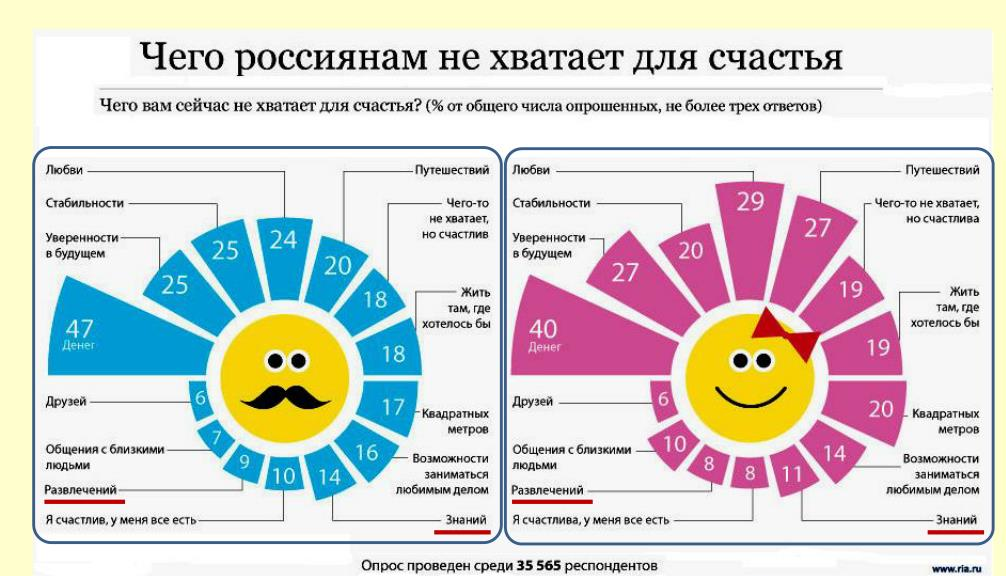 Чего россиянам не хватает для счастья
Чего вам сейчас не хватает для счастья? (% от общего числа опрошенных, не более трех ответов)
Любви
Путешествий
Стабильности
Чего-то
не хватает,
но счастлив
Уверенности
в будущем
Жить
там, где
хотелось бы
47
Денег
25
25
24
20
18
18
17
16
14
10
9
7
6
Друзей
Квадратных
метров
Общения с близкими
людьми
Возможности
заниматься
любимым делом
Развлечений
Я счастлив, у меня все есть
Знаний
Любви
Путешествий
Стабильности
Чего-то не хватает,
но счастлива
Уверенности
в будущем
Жить
там, где
хотелось бы
40
Денег
27
20
29
27
19
19
20
14
11
8
8
10
6
Друзей
Квадратных
метров
Общения с близкими
людьми
Возможности
заниматься
любимым делом
Развлечений
Я счастлива, у меня все есть
Знаний
Опрос проведен среди 35 565 респондентов
www.ria.ru